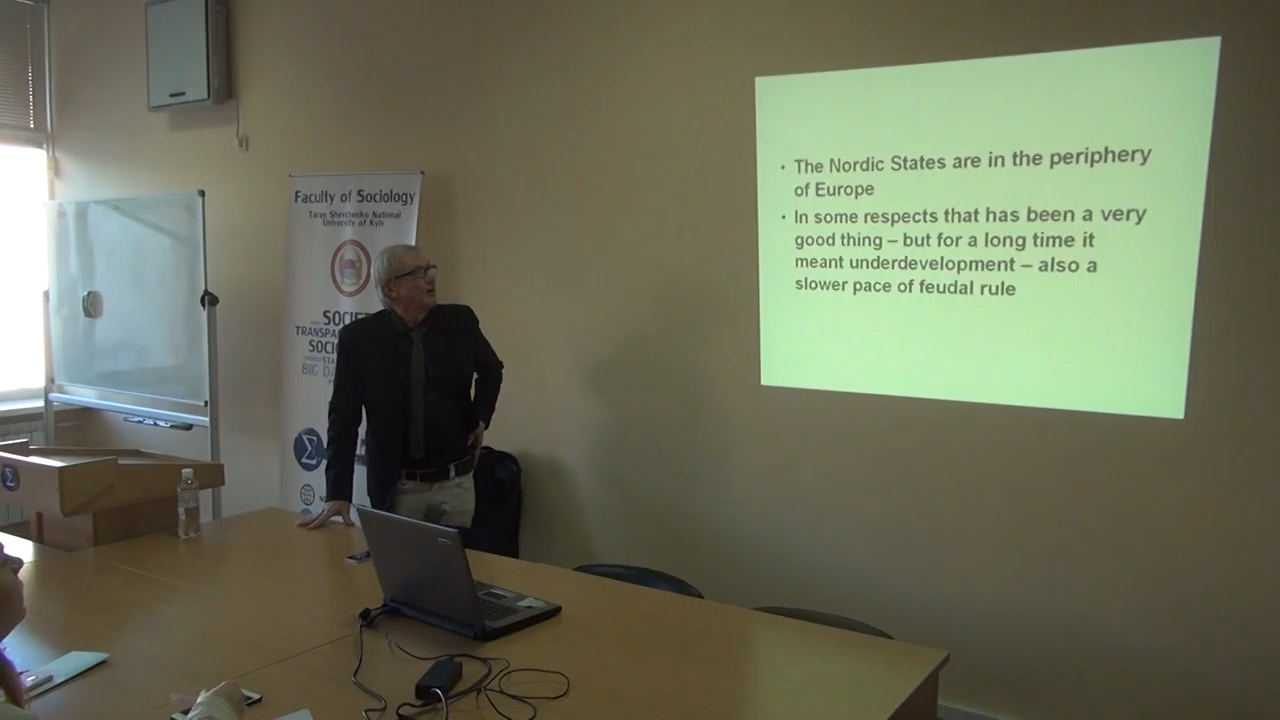 Faculty of Sociology
Taras Shevchenko National
University of Kyiv
TRANSPA
SOCI
BIG DA
Σ
Σ
• The Nordic States are in the periphery
of Europe
• In some respects that has been a very
good thing – but for a long time it
meant underdevelopment – also a
slower pace of feudal rule